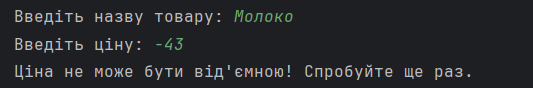 Введіть назву товару: Молоко
Введіть ціну: -43
Ціна не може бути від'ємною! Спробуйте ще раз.